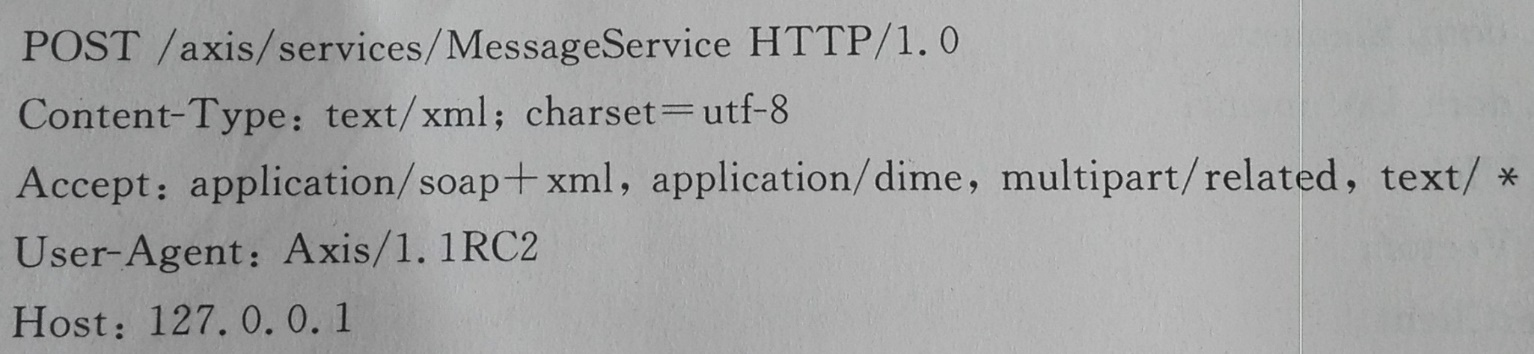 POST /axis/services/MessageService HTTP/1.0
Content-Type: text/xml; charset=utf-8
Accept: application/soap+xml, application/dime, multipart/related, text/ *
User-Agent: Axis/1.1RC2
Host: 127.0.0.1